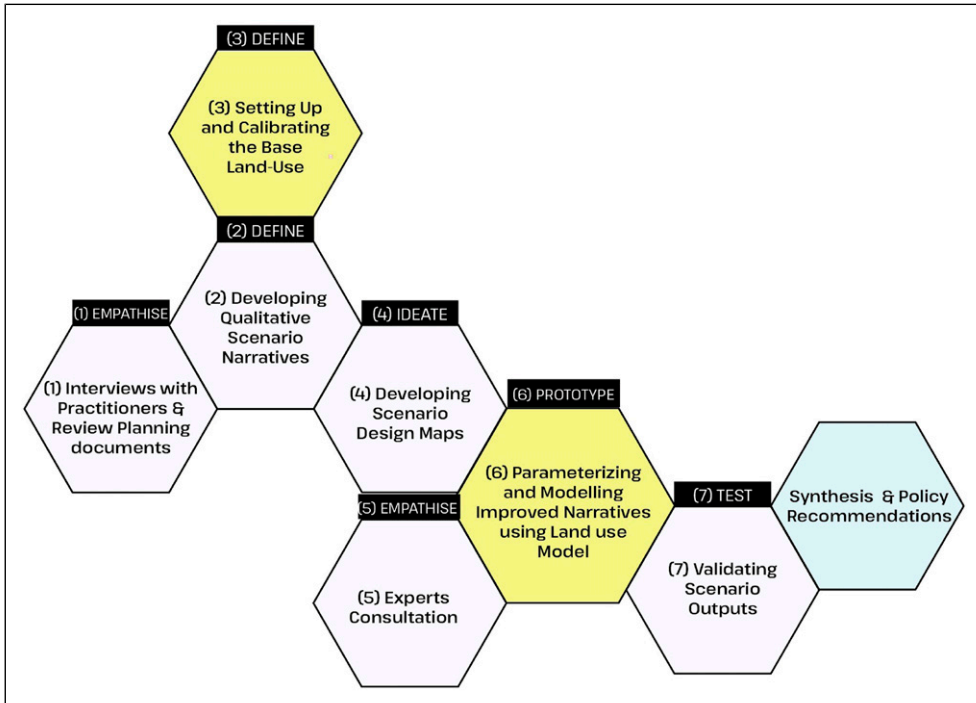 (3) DEFINE
(3) Setting Up
and Calibrating
the Base
Land-Use
(2) DEFINE
(2) Developing
Qualitative
Scenario
Narratives
(1) EMPATHISE
(1) Interviews with
Practitioners &
Review Planning
documents
(4) IDEATE
(4) Developing
Scenario
Design Maps
(5) EMPATHISE
(5) Experts
Consultation
(6) PROTOTYPE
(6) Parameterizing
and Modelling
Improved Narratives
using Land use
Model
(7) TEST
(7) Validating
Scenario
Outputs
Synthesis & Policy
Recommendations